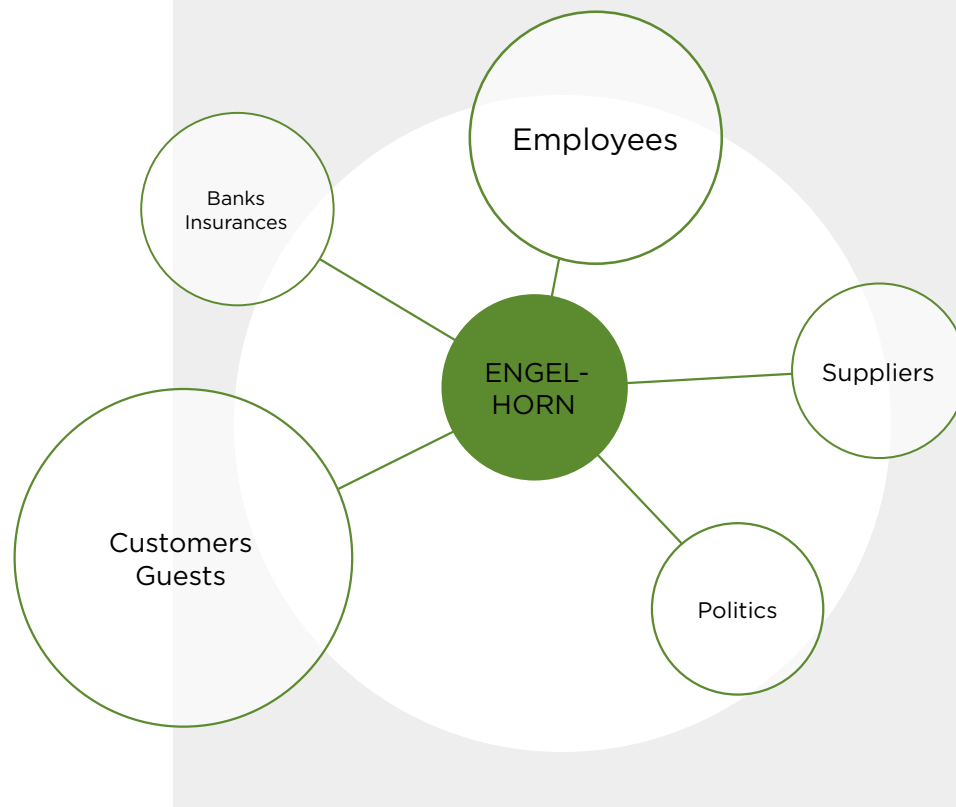 Employees
Banks
Insurances
ENGEL-
HORN
Suppliers
Customers
Guests
Politics